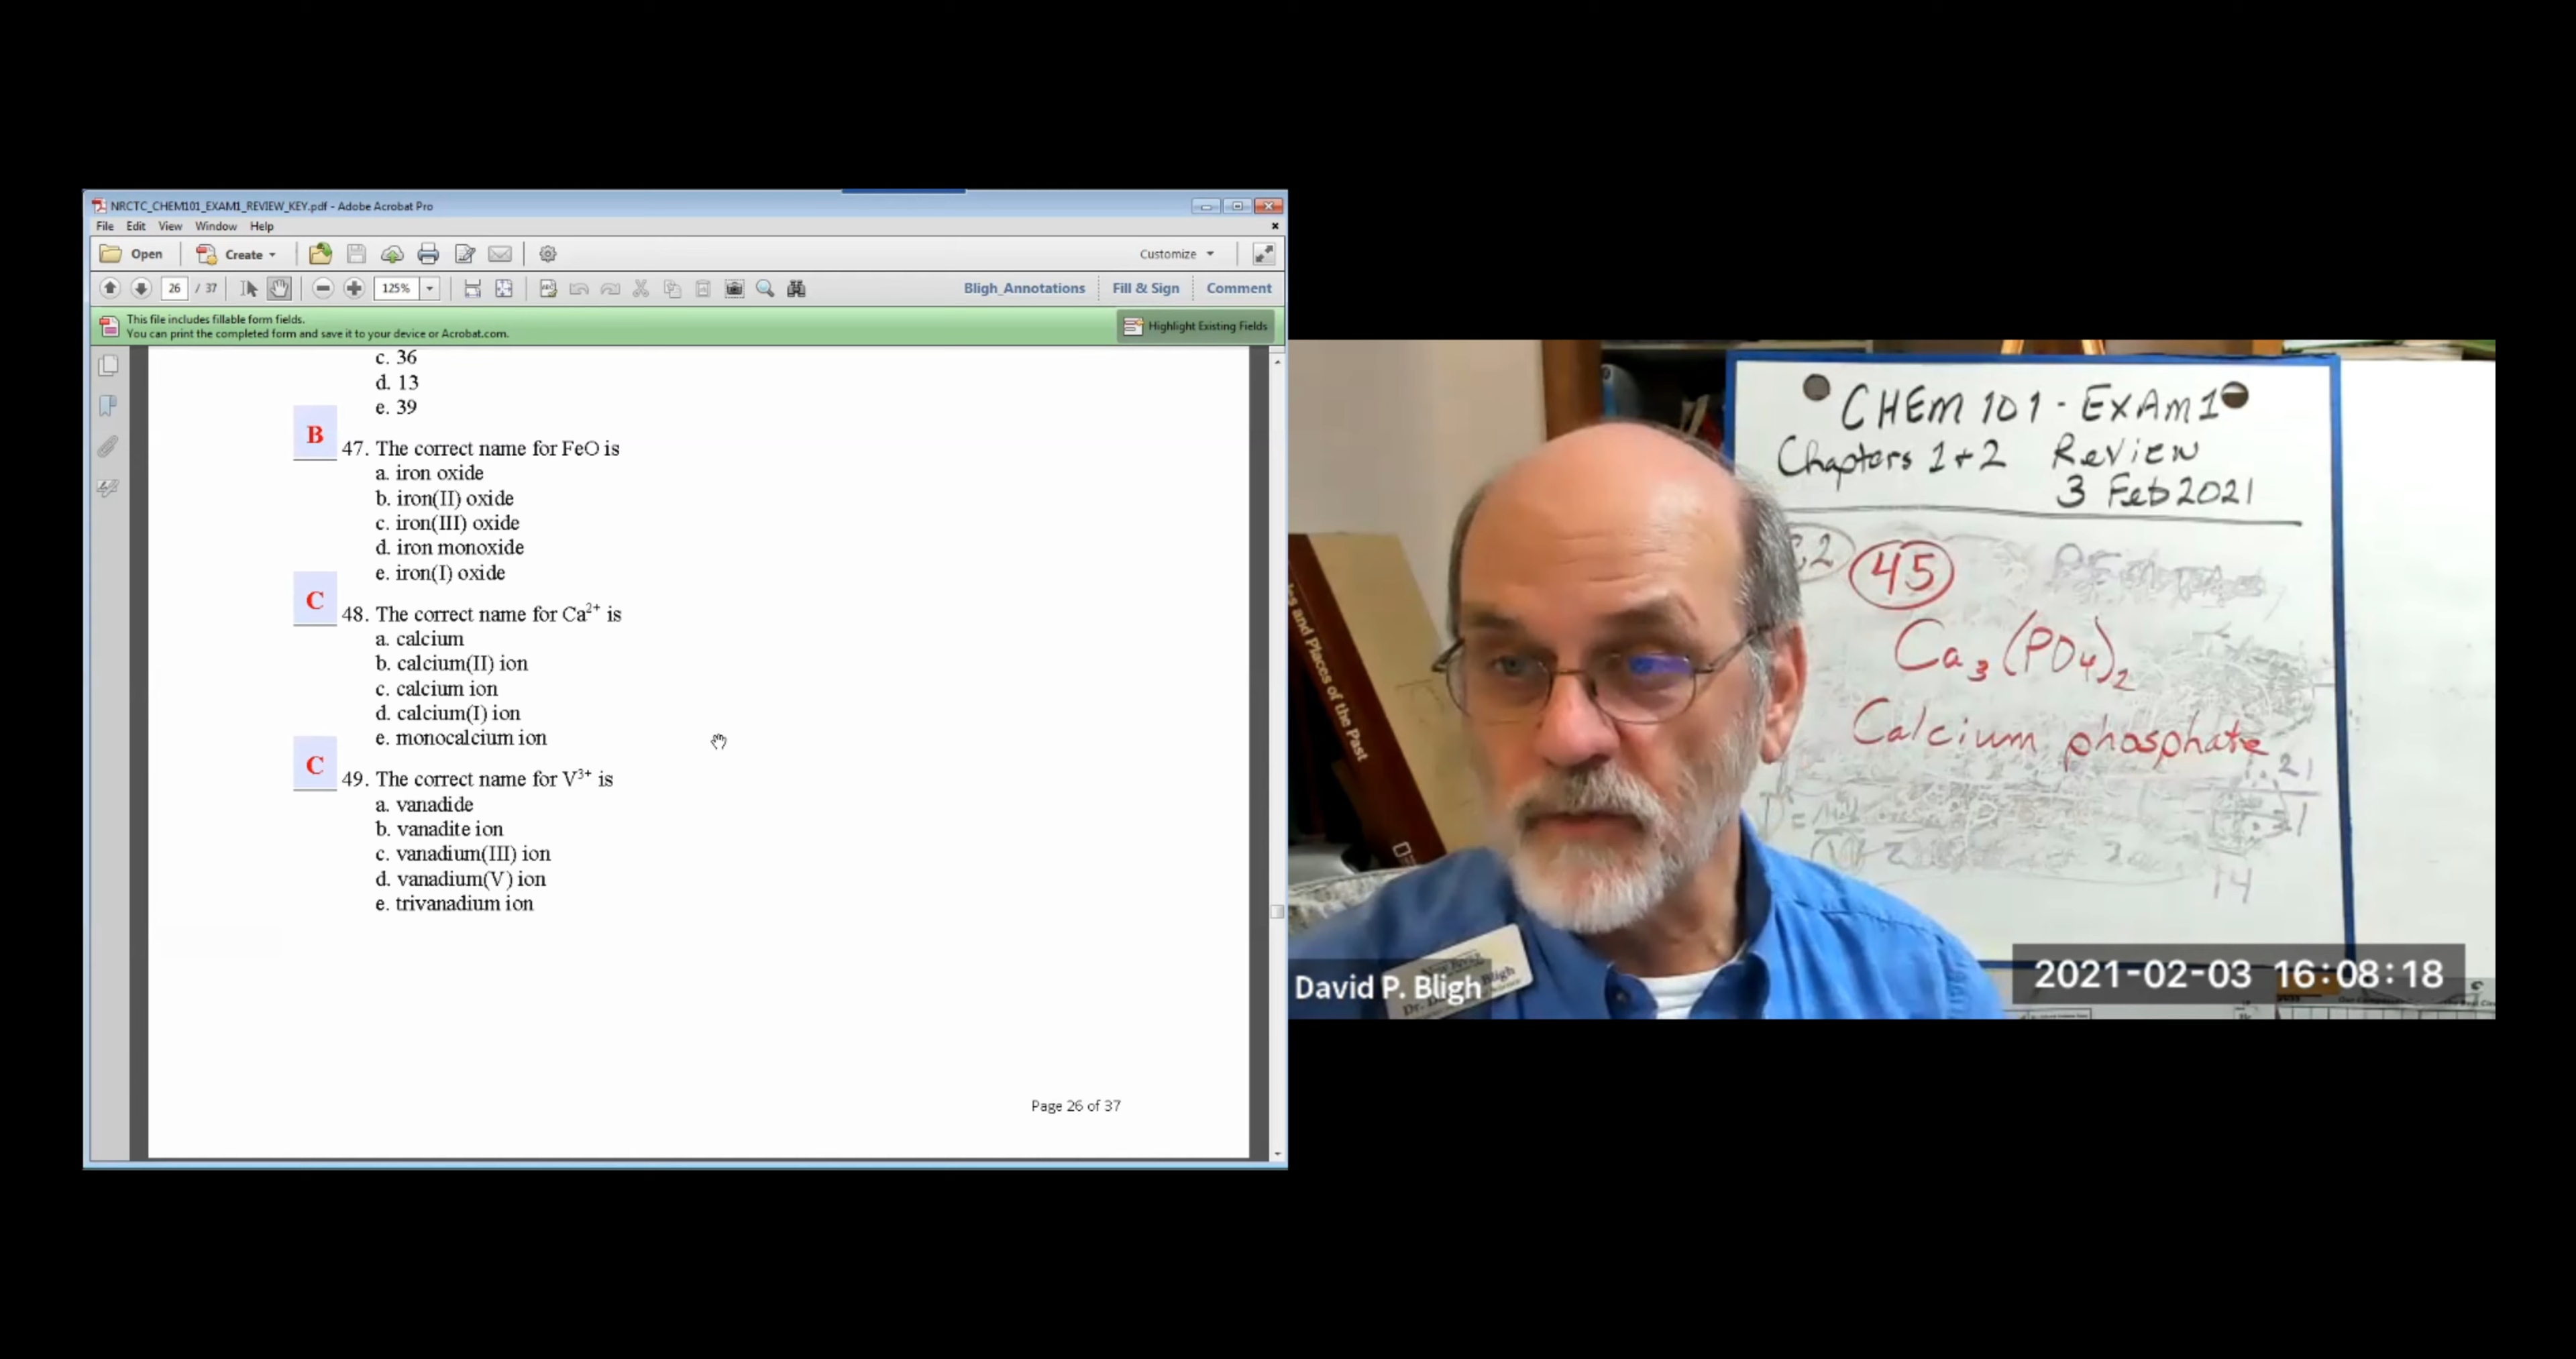 NRCTC_CHEM101_EXAM1_REVIEW_KEY.pdf - Adobe Acrobat Pro
File Edit View Window Help
Open Create Customize
26 / 37 125% Bligh_Annotations Fill & Sign Comment
This file includes fillable form fields.
You can print the completed form and save it to your device or Acrobat.com.
Highlight Existing Fields
c. 36
d. 13
e. 39
B
47. The correct name for FeO is
a. iron oxide
b. iron(II) oxide
c. iron(III) oxide
d. iron monoxide
e. iron(I) oxide
C
48. The correct name for Ca²⁺ is
a. calcium
b. calcium(II) ion
c. calcium ion
d. calcium(I) ion
e. monocalcium ion
C
49. The correct name for V³⁺ is
a. vanadide
b. vanadite ion
c. vanadium(III) ion
d. vanadium(V) ion
e. trivanadium ion
Page 26 of 37
CHEM 101 - EXAM 1
Chapters 1 + 2 Review
3 Feb 2021
45
Ca₃(PO₄)₂
Calcium phosphate
14
and Places of the Past
Bligh
David P. Bligh
2021-02-03 16:08:18